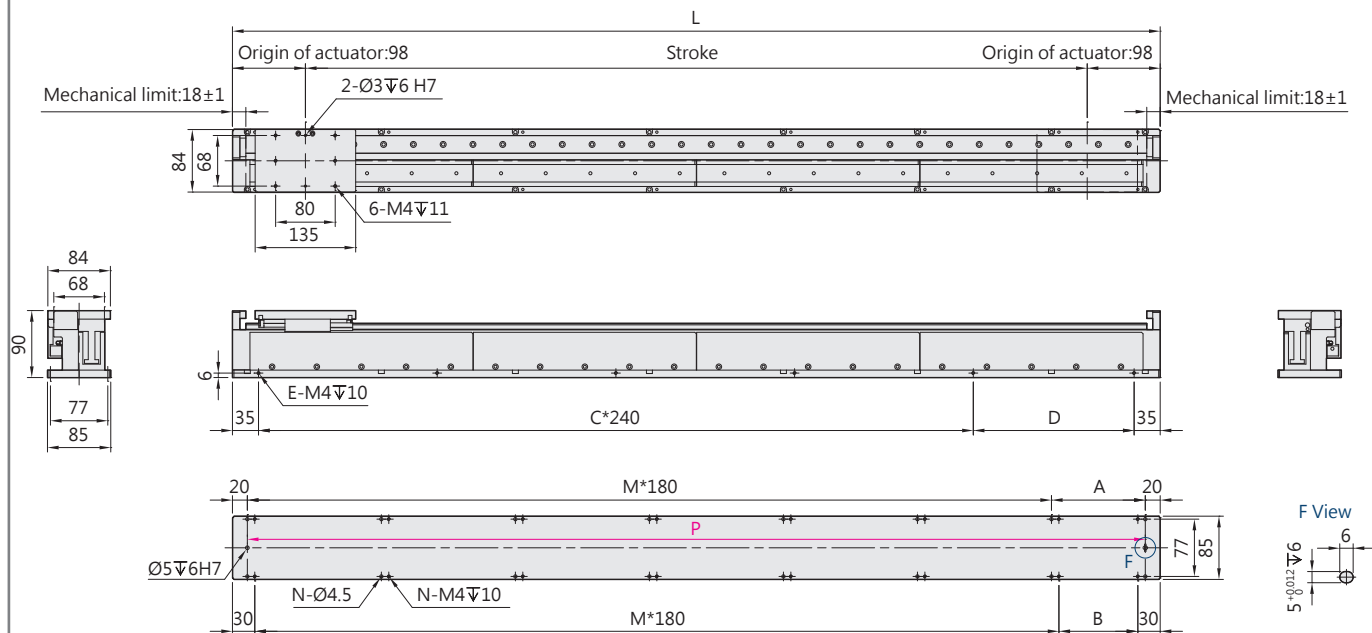 L
Origin of actuator:98
Stroke
Origin of actuator:98
2-Ø3↧6 H7
Mechanical limit:18±1
Mechanical limit:18±1
84
68
80
6-M4↧11
135
84
68
90
77
85
6
E-M4↧10
35
C*240
D
35
20
M*180
A
20
P
77
85
F
Ø5↧6H7
N-Ø4.5
N-M4↧10
30
M*180
B
30
F View
6
5 +0.012 0 ↧6